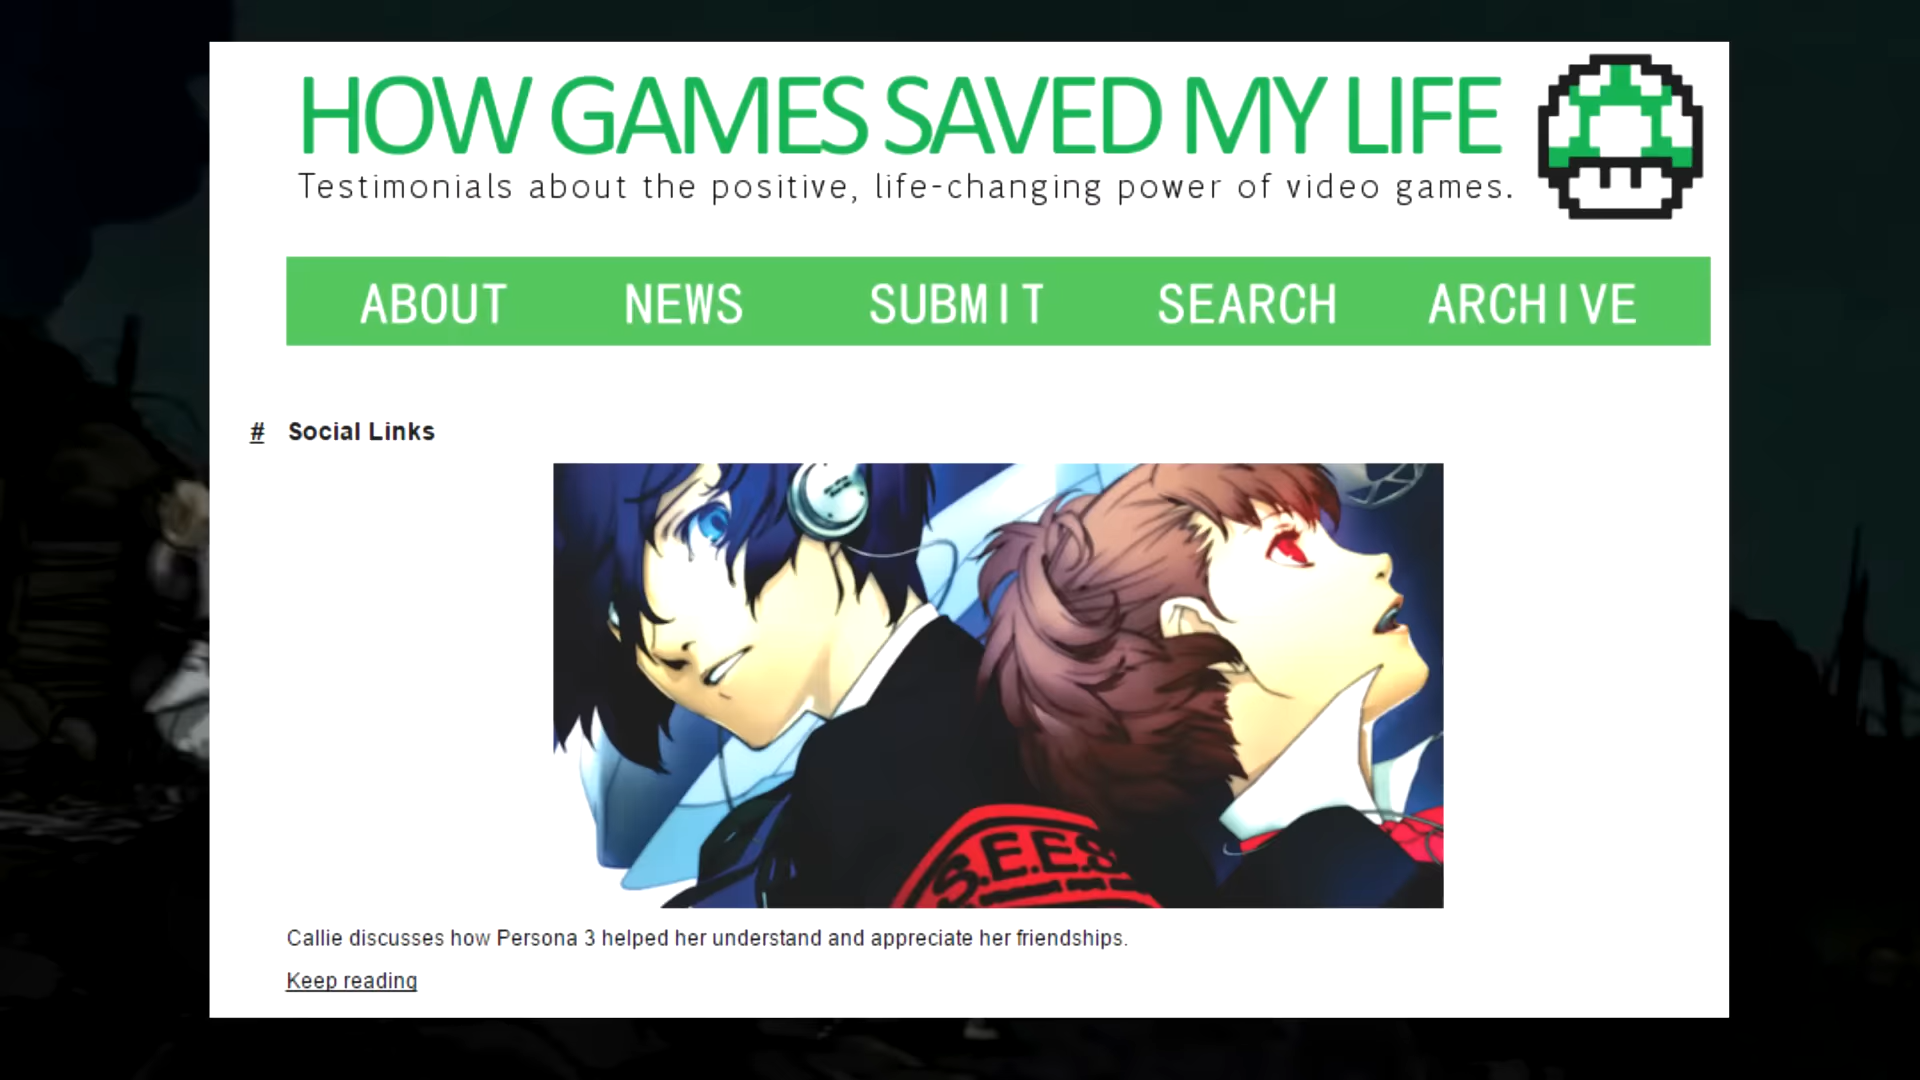 HOW GAMES SAVED MY LIFE
Testimonials about the positive, life-changing power of video games.
ABOUT NEWS SUBMIT SEARCH ARCHIVE
# Social Links
S.E.E.S
Callie discusses how Persona 3 helped her understand and appreciate her friendships.
Keep reading